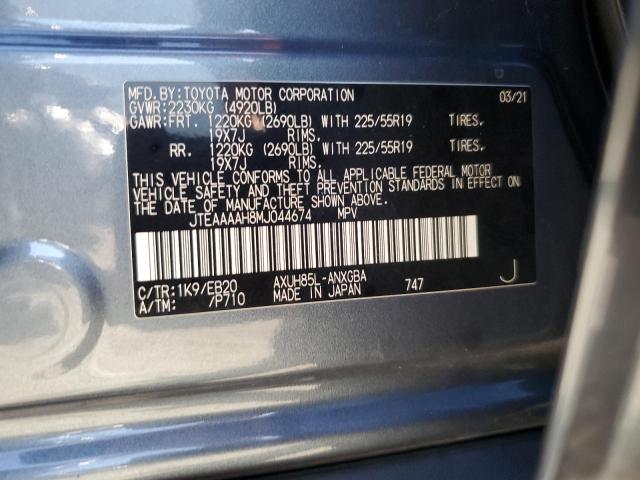 MFD.BY:TOYOTA MOTOR CORPORATION 03/21
GVWR:2230KG (4920LB)
GAWR:FRT. 1220KG (2690LB) WITH 225/55R19 TIRES.
19X7J RIMS.
RR. 1220KG (2690LB) WITH 225/55R19 TIRES.
19X7J RIMS.
THIS VEHICLE CONFORMS TO ALL APPLICABLE FEDERAL MOTOR
VEHICLE SAFETY AND THEFT PREVENTION STANDARDS IN EFFECT ON
THE DATE OF MANUFACTURE SHOWN ABOVE.
JTEAAAAH8MJ044674 MPV
C/TR:1K9/EB20 AXUH85L-ANXGBA 747 J
A/TM: 7P710 MADE IN JAPAN